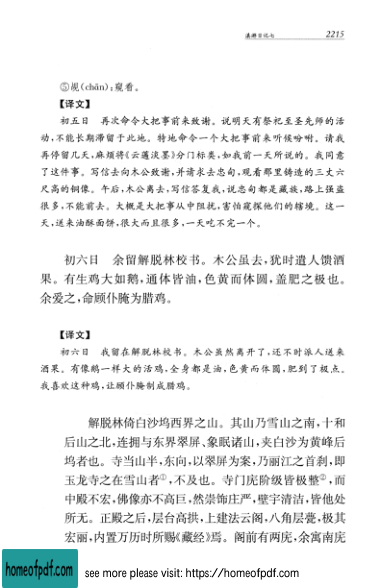 滇游日记七 2215
⑤觇(chān)：窥看。
【译文】
初五日 再次命令大把事前来致谢。说明天有祭祀至圣先师的活
动，不能长期滞留于此地。特地命令一个大把事前来听候吩咐。请我
再停留几天，麻烦将《云薖淡墨》分门标类，如我前一天所说的。我同意
了这件事。写信去向木公致谢，并请求去忠甸，观看那里铸造的三丈六
尺高的铜像。午后，木公离去，写信答复我，说忠甸都是藏族，路上强盗
很多，不能前去。大概是大把事从中阻扰，害怕窥探他们的辖境。这一
天，送来油酥面饼，很大而且很多，一天吃不完一个。
初六日 余留解脱林校书。木公虽去，犹时遣人馈酒
果。有生鸡大如鹅，通体皆油，色黄而体圆，盖肥之极也。
余爱之，命顾仆腌为腊鸡。
【译文】
初六日 我留在解脱林校书。木公虽然离开了，还不时派人送来
酒果。有像鹅一样大的活鸡，全身都是油，色黄而体圆，肥到了极点。
我喜欢这种鸡，让顾仆腌制成腊鸡。
解脱林倚白沙坞西界之山。其山乃雪山之南，十和
后山之北，连拥与东界翠屏、象眠诸山，夹白沙为黄峰后
坞者也。寺当山半，东向，以翠屏为案，乃丽江之首刹，即
玉龙寺之在雪山者①，不及也。寺门庑阶级皆极整②，而
中殿不宏，佛像亦不高巨，然崇饰庄严，壁宇清洁，皆他处
所无。正殿之后，层台高拱，上建法云阁，八角层甍，极其
宏丽，内置万历时所赐《藏经》焉。阁前有两庑，余寓南庑
homeofpdf.com
see more please visit: https://homeofpdf.com